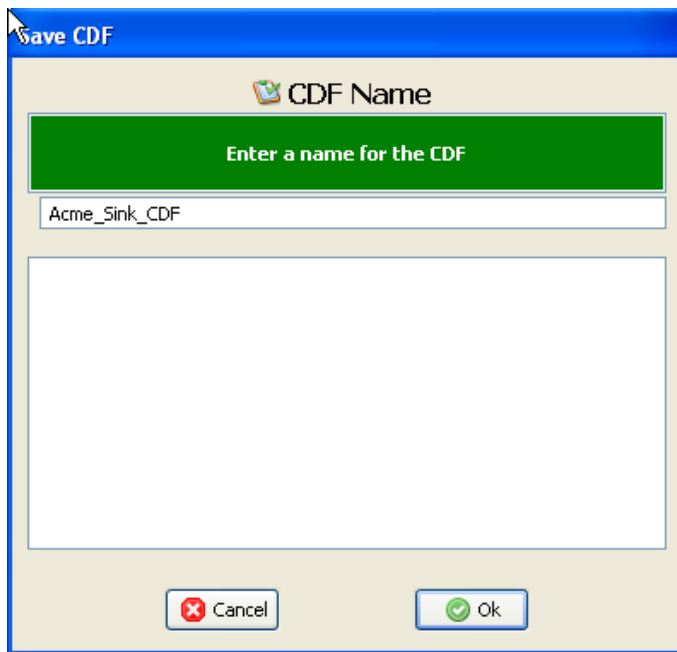 Save CDF
CDF Name
Enter a name for the CDF
Acme_Sink_CDF
Cancel
Ok